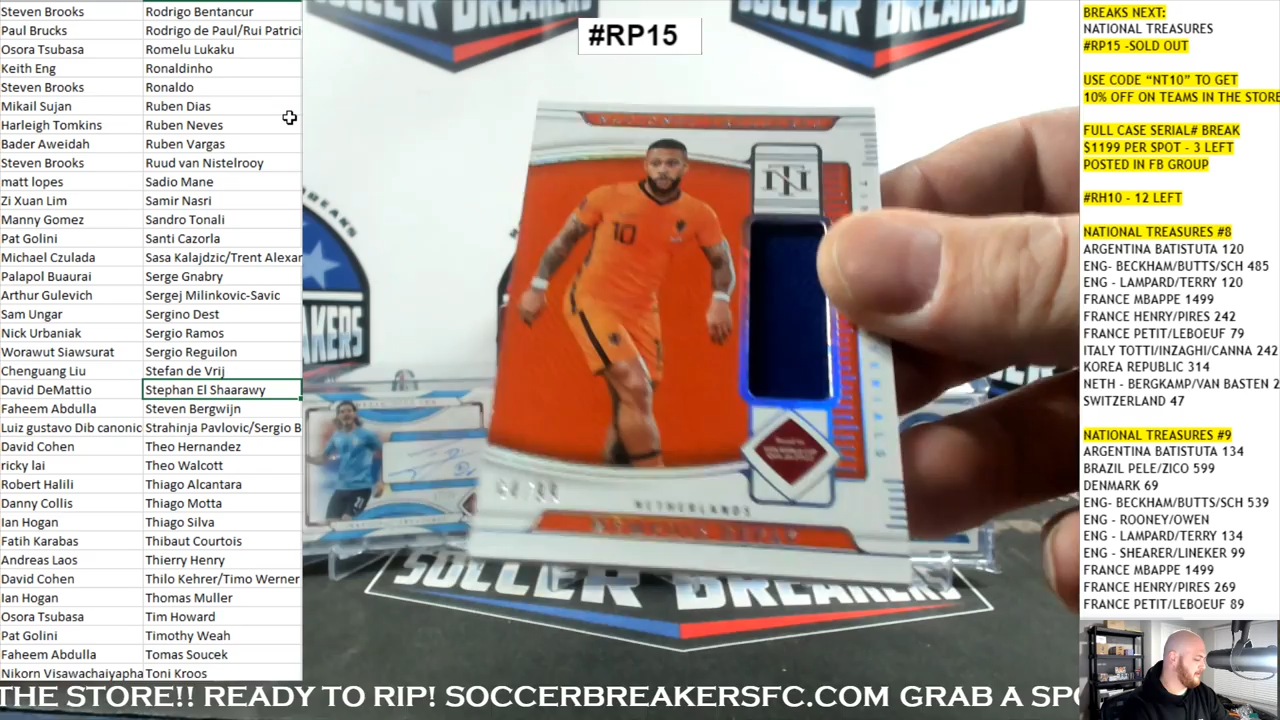 Steven Brooks Rodrigo Bentancur
Paul Brucks Rodrigo de Paul/Rui Patrici
Osora Tsubasa Romelu Lukaku
Keith Eng Ronaldinho
Steven Brooks Ronaldo
Mikail Sujan Ruben Dias
Harleigh Tomkins Ruben Neves
Bader Aweidah Ruben Vargas
Steven Brooks Ruud van Nistelrooy
matt lopes Sadio Mane
Zi Xuan Lim Samir Nasri
Manny Gomez Sandro Tonali
Pat Golini Santi Cazorla
Michael Czulada Sasa Kalajdzic/Trent Alexar
Palapol Buaurai Serge Gnabry
Arthur Gulevich Sergej Milinkovic-Savic
Sam Ungar Sergino Dest
Nick Urbaniak Sergio Ramos
Worawut Siawsurat Sergio Reguilon
Chenguang Liu Stefan de Vrij
David DeMattio Stephan El Shaarawy
Faheem Abdulla Steven Bergwijn
Luiz gustavo Dib canonic Strahinja Pavlovic/Sergio B
David Cohen Theo Hernandez
ricky lai Theo Walcott
Robert Halili Thiago Alcantara
Danny Collis Thiago Motta
Ian Hogan Thiago Silva
Fatih Karabas Thibaut Courtois
Andreas Laos Thierry Henry
David Cohen Thilo Kehrer/Timo Werner
Ian Hogan Thomas Muller
Osora Tsubasa Tim Howard
Pat Golini Timothy Weah
Faheem Abdulla Tomas Soucek
Nikorn Visawachaiyapha Toni Kroos
#RP15
SOCCER BREAKERS
BREAKS
AKERS
10
NT
NETHERLANDS
SOCCER BREAKERS
BREAKS NEXT:
NATIONAL TREASURES
#RP15 -SOLD OUT
USE CODE “NT10” TO GET
10% OFF ON TEAMS IN THE STORE
FULL CASE SERIAL# BREAK
$1199 PER SPOT - 3 LEFT
POSTED IN FB GROUP
#RH10 - 12 LEFT
NATIONAL TREASURES #8
ARGENTINA BATISTUTA 120
ENG- BECKHAM/BUTTS/SCH 485
ENG - LAMPARD/TERRY 120
FRANCE MBAPPE 1499
FRANCE HENRY/PIRES 242
FRANCE PETIT/LEBOEUF 79
ITALY TOTTI/INZAGHI/CANNA 242
KOREA REPUBLIC 314
NETH - BERGKAMP/VAN BASTEN 2
SWITZERLAND 47
NATIONAL TREASURES #9
ARGENTINA BATISTUTA 134
BRAZIL PELE/ZICO 599
DENMARK 69
ENG- BECKHAM/BUTTS/SCH 539
ENG - ROONEY/OWEN
ENG - LAMPARD/TERRY 134
ENG - SHEARER/LINEKER 99
FRANCE MBAPPE 1499
FRANCE HENRY/PIRES 269
FRANCE PETIT/LEBOEUF 89
THE STORE!! READY TO RIP! SOCCERBREAKERSFC.COM GRAB A SPO